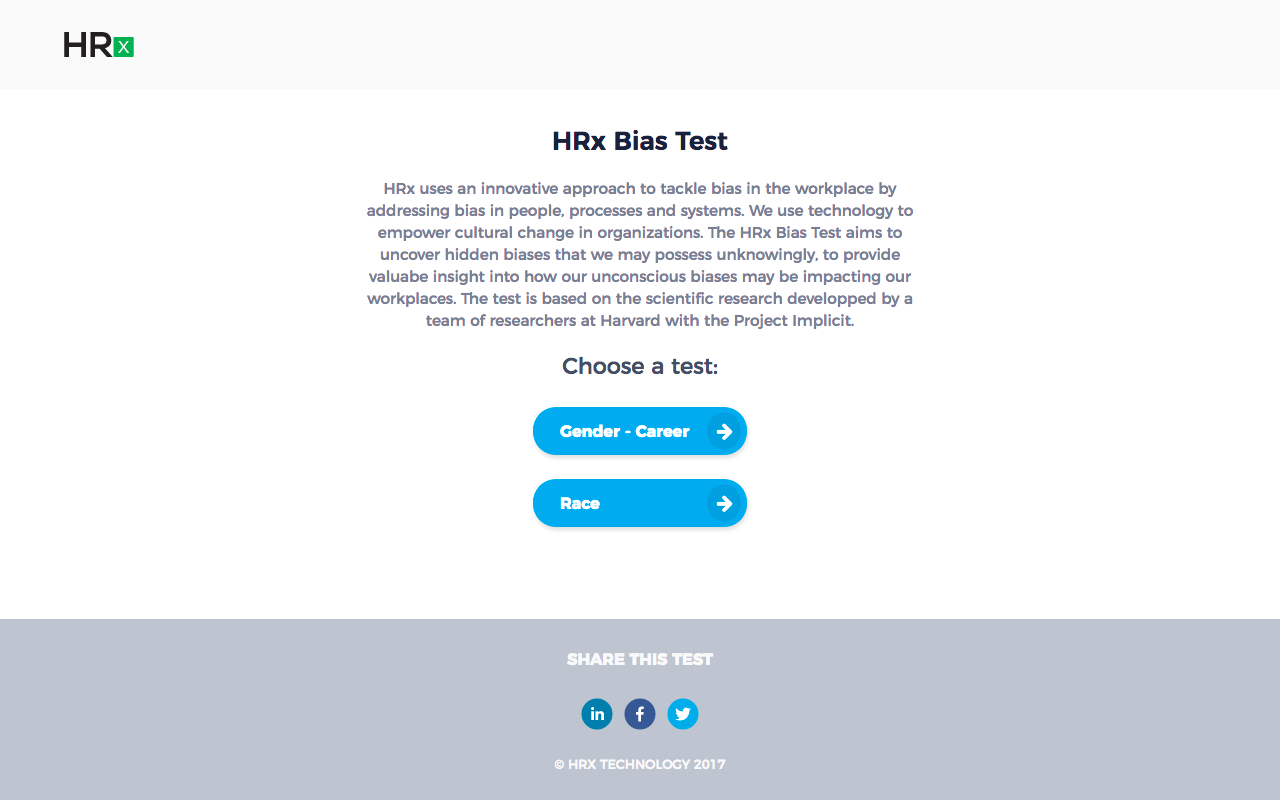 HRx
HRx Bias Test
HRx uses an innovative approach to tackle bias in the workplace by
addressing bias in people, processes and systems. We use technology to
empower cultural change in organizations. The HRx Bias Test aims to
uncover hidden biases that we may possess unknowingly, to provide
valuabe insight into how our unconscious biases may be impacting our
workplaces. The test is based on the scientific research developped by a
team of researchers at Harvard with the Project Implicit.
Choose a test:
Gender - Career
Race
SHARE THIS TEST
© HRX TECHNOLOGY 2017